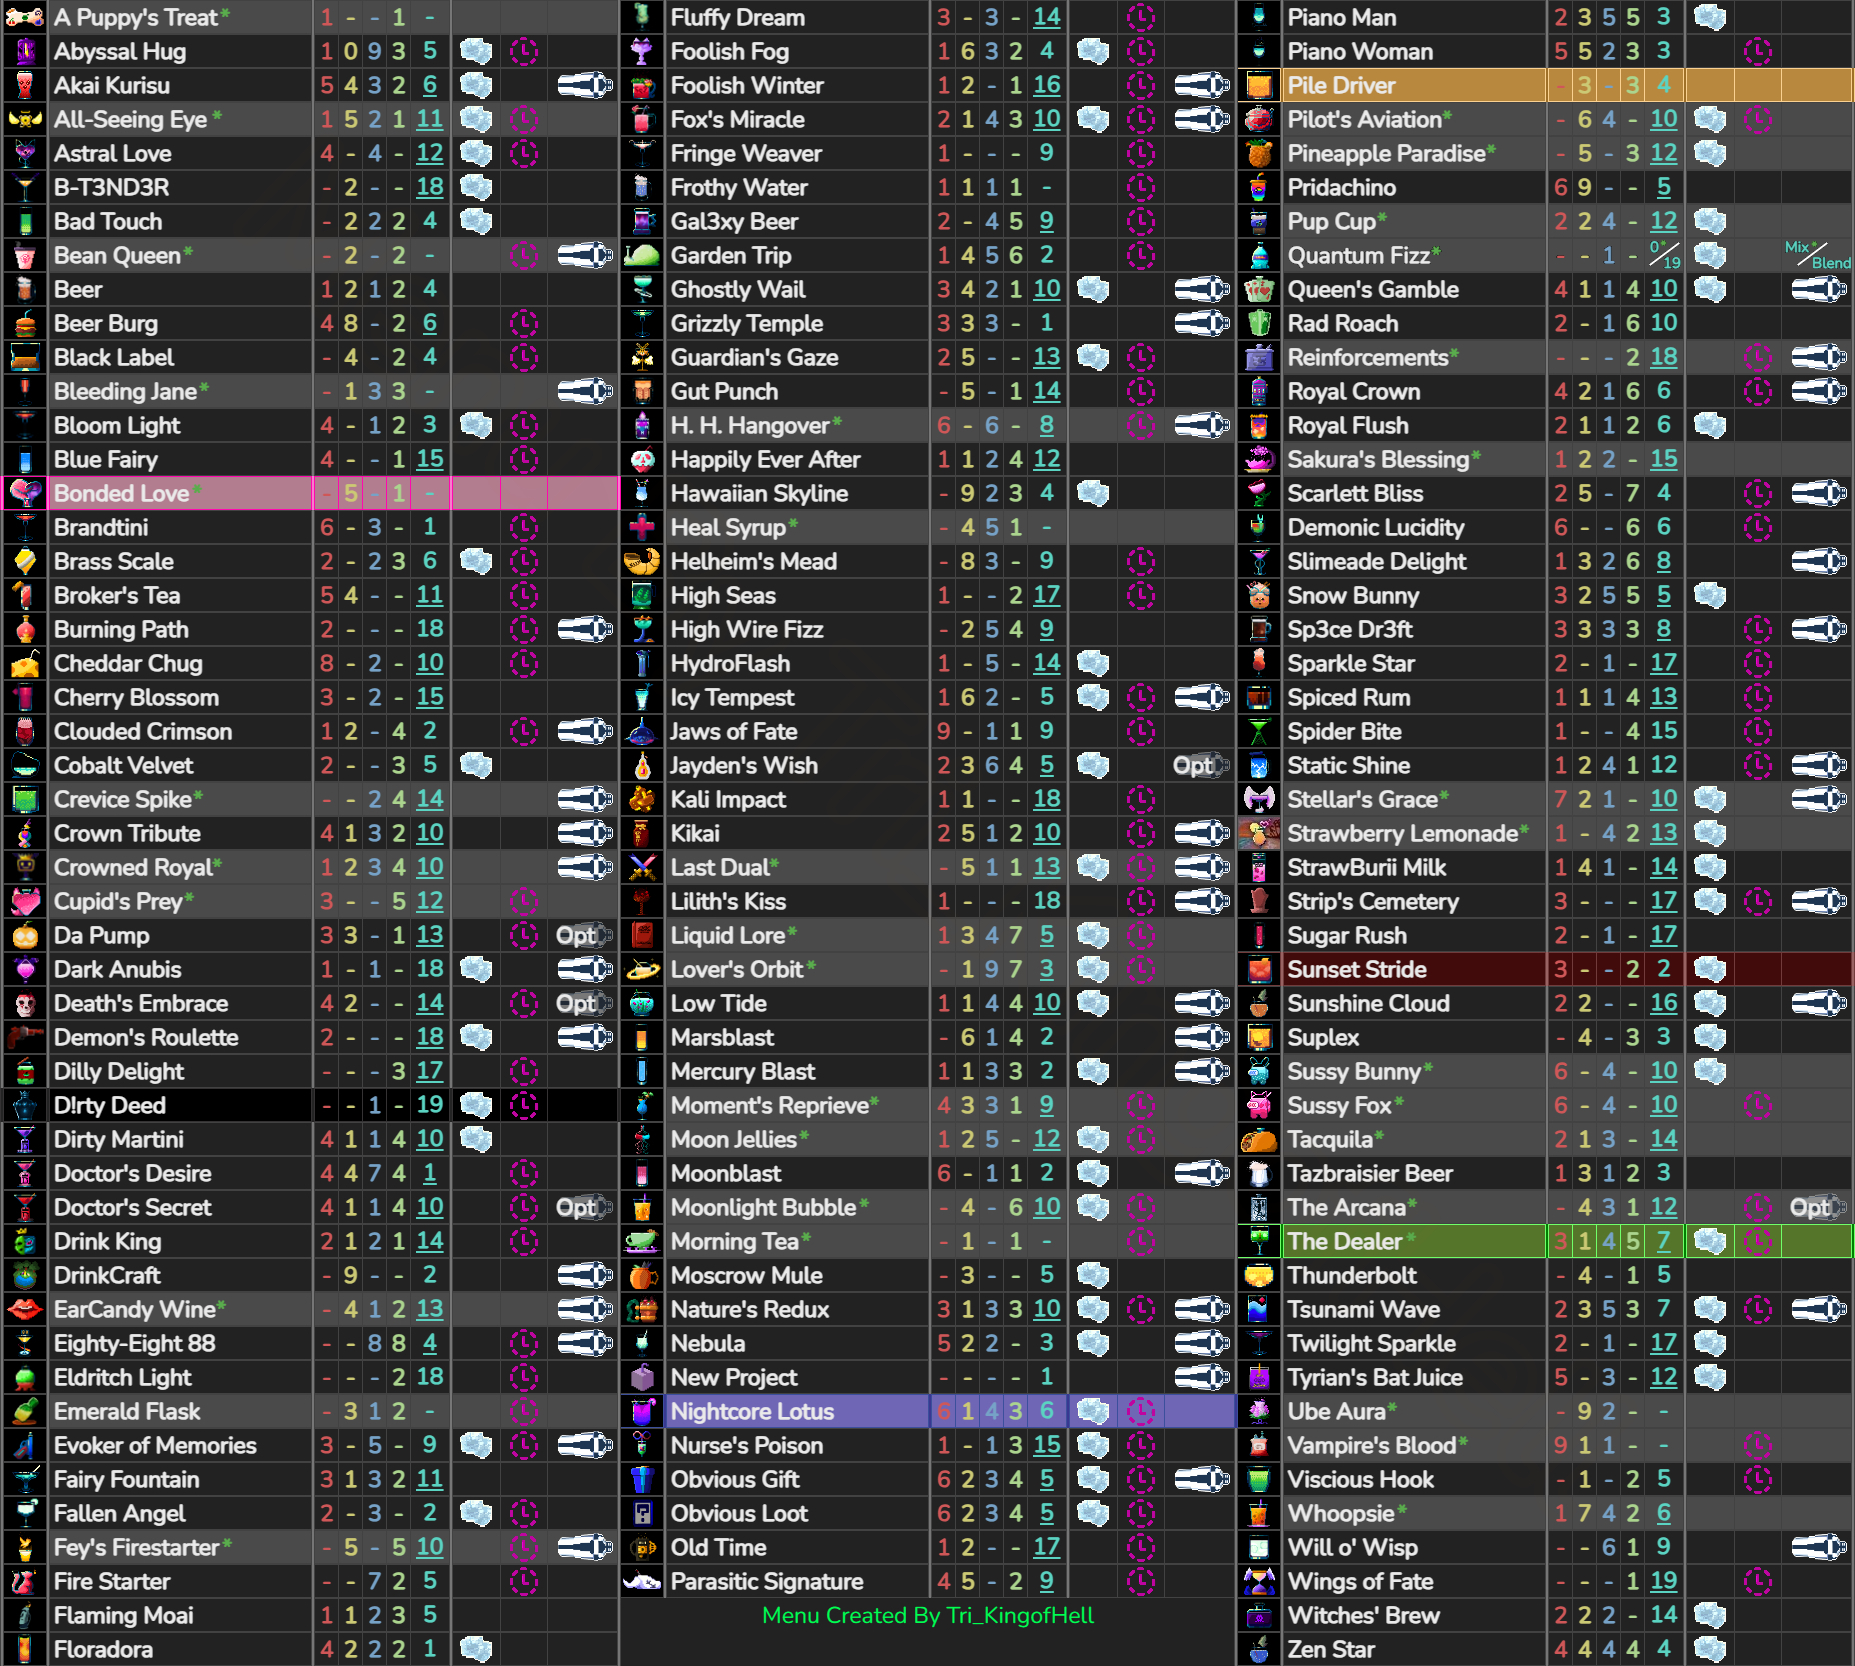 A Puppy's Treat* 1 - - 1 -
Abyssal Hug 1 0 9 3 5
Akai Kurisu 5 4 3 2 6
All-Seeing Eye* 1 5 2 1 11
Astral Love 4 - 4 - 12
B-T3ND3R - 2 - - 18
Bad Touch - 2 2 2 4
Bean Queen* - 2 - 2 -
Beer 1 2 1 2 4
Beer Burg 4 8 - 2 6
Black Label - 4 - 2 4
Bleeding Jane* - 1 3 3 -
Bloom Light 4 - 1 2 3
Blue Fairy 4 - - 1 15
Bonded Love* - 5 - 1 -
Brandtini 6 - 3 - 1
Brass Scale 2 - 2 3 6
Broker's Tea 5 4 - - 11
Burning Path 2 - - - 18
Cheddar Chug 8 - 2 - 10
Cherry Blossom 3 - 2 - 15
Clouded Crimson 1 2 - 4 2
Cobalt Velvet 2 - - 3 5
Crevice Spike* - - 2 4 14
Crown Tribute 4 1 3 2 10
Crowned Royal* 1 2 3 4 10
Cupid's Prey* 3 - - 5 12
Da Pump 3 3 - 1 13 Opt
Dark Anubis 1 - 1 - 18
Death's Embrace 4 2 - - 14 Opt
Demon's Roulette 2 - - - 18
Dilly Delight - - - 3 17
D!rty Deed - - 1 - 19
Dirty Martini 4 1 1 4 10
Doctor's Desire 4 4 7 4 1
Doctor's Secret 4 1 1 4 10 Opt
Drink King 2 1 2 1 14
DrinkCraft - 9 - - 2
EarCandy Wine* - 4 1 2 13
Eighty-Eight 88 - - 8 8 4
Eldritch Light - - - 2 18
Emerald Flask - 3 1 2 -
Evoker of Memories 3 - 5 - 9
Fairy Fountain 3 1 3 2 11
Fallen Angel 2 - 3 - 2
Fey's Firestarter* - 5 - 5 10
Fire Starter - - 7 2 5
Flaming Moai 1 1 2 3 5
Floradora 4 2 2 2 1
Fluffy Dream 3 - 3 - 14
Foolish Fog 1 6 3 2 4
Foolish Winter 1 2 - 1 16
Fox's Miracle 2 1 4 3 10
Fringe Weaver 1 - - - 9
Frothy Water 1 1 1 1 -
Gal3xy Beer 2 - 4 5 9
Garden Trip 1 4 5 6 2
Ghostly Wail 3 4 2 1 10
Grizzly Temple 3 3 3 - 1
Guardian's Gaze 2 5 - - 13
Gut Punch - 5 - 1 14
H. H. Hangover* 6 - 6 - 8
Happily Ever After 1 1 2 4 12
Hawaiian Skyline - 9 2 3 4
Heal Syrup* - 4 5 1 -
Helheim's Mead - 8 3 - 9
High Seas 1 - - 2 17
High Wire Fizz - 2 5 4 9
HydroFlash 1 - 5 - 14
Icy Tempest 1 6 2 - 5
Jaws of Fate 9 - 1 1 9
Jayden's Wish 2 3 6 4 5 Opt
Kali Impact 1 1 - - 18
Kikai 2 5 1 2 10
Last Dual* - 5 1 1 13
Lilith's Kiss 1 - - - 18
Liquid Lore* 1 3 4 7 5
Lover's Orbit* - 1 9 7 3
Low Tide 1 1 4 4 10
Marsblast - 6 1 4 2
Mercury Blast 1 1 3 3 2
Moment's Reprieve* 4 3 3 1 9
Moon Jellies* 1 2 5 - 12
Moonblast 6 - 1 1 2
Moonlight Bubble* - 4 - 6 10
Morning Tea* - 1 - 1 -
Moscrow Mule - 3 - - 5
Nature's Redux 3 1 3 3 10
Nebula 5 2 2 - 3
New Project - - - - 1
Nightcore Lotus 6 1 4 3 6
Nurse's Poison 1 - 1 3 15
Obvious Gift 6 2 3 4 5
Obvious Loot 6 2 3 4 5
Old Time 1 2 - - 17
Parasitic Signature 4 5 - 2 9
Menu Created By Tri_KingofHell
Piano Man 2 3 5 5 3
Piano Woman 5 5 2 3 3
Pile Driver - 3 - 3 4
Pilot's Aviation* - 6 4 - 10
Pineapple Paradise* - 5 - 3 12
Pridachino 6 9 - - 5
Pup Cup* 2 2 4 - 12
Quantum Fizz* - - 1 - 0*/19 Mix*/Blend
Queen's Gamble 4 1 1 4 10
Rad Roach 2 - 1 6 10
Reinforcements* - - - 2 18
Royal Crown 4 2 1 6 6
Royal Flush 2 1 1 2 6
Sakura's Blessing* 1 2 2 - 15
Scarlett Bliss 2 5 - 7 4
Demonic Lucidity 6 - - 6 6
Slimeade Delight 1 3 2 6 8
Snow Bunny 3 2 5 5 5
Sp3ce Dr3ft 3 3 3 3 8
Sparkle Star 2 - 1 - 17
Spiced Rum 1 1 1 4 13
Spider Bite 1 - - 4 15
Static Shine 1 2 4 1 12
Stellar's Grace* 7 2 1 - 10
Strawberry Lemonade* 1 - 4 2 13
StrawBurii Milk 1 4 1 - 14
Strip's Cemetery 3 - - - 17
Sugar Rush 2 - 1 - 17
Sunset Stride 3 - - 2 2
Sunshine Cloud 2 2 - - 16
Suplex - 4 - 3 3
Sussy Bunny* 6 - 4 - 10
Sussy Fox* 6 - 4 - 10
Tacquila* 2 1 3 - 14
Tazbraisier Beer 1 3 1 2 3
The Arcana* - 4 3 1 12 Opt
The Dealer* 3 1 4 5 7
Thunderbolt - 4 - 1 5
Tsunami Wave 2 3 5 3 7
Twilight Sparkle 2 - 1 - 17
Tyrian's Bat Juice 5 - 3 - 12
Ube Aura* - 9 2 - -
Vampire's Blood* 9 1 1 - -
Viscious Hook - 1 - 2 5
Whoopsie* 1 7 4 2 6
Will o' Wisp - - 6 1 9
Wings of Fate - - - 1 19
Witches' Brew 2 2 2 - 14
Zen Star 4 4 4 4 4